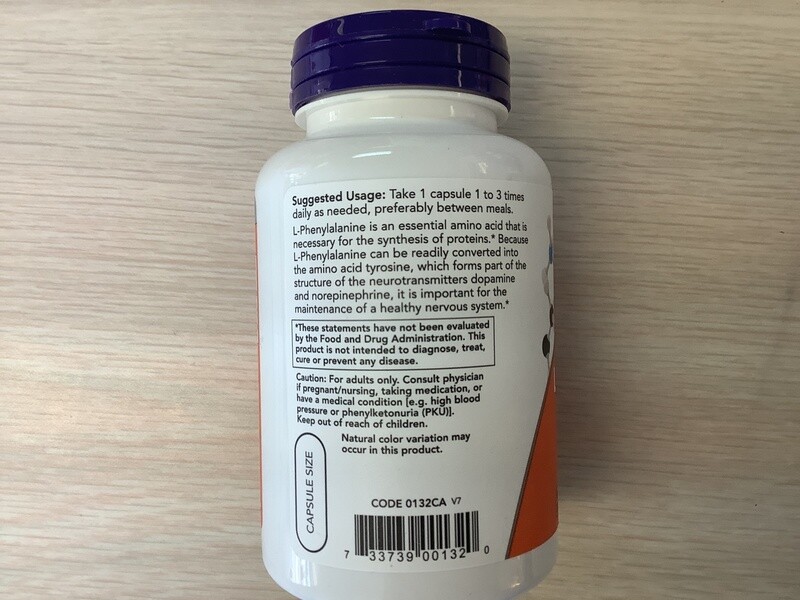 Suggested Usage: Take 1 capsule 1 to 3 times
daily as needed, preferably between meals.
L-Phenylalanine is an essential amino acid that is
necessary for the synthesis of proteins.* Because
L-Phenylalanine can be readily converted into
the amino acid tyrosine, which forms part of the
structure of the neurotransmitters dopamine
and norepinephrine, it is important for the
maintenance of a healthy nervous system.*
*These statements have not been evaluated
by the Food and Drug Administration. This
product is not intended to diagnose, treat,
cure or prevent any disease.
Caution: For adults only. Consult physician
if pregnant/nursing, taking medication, or
have a medical condition [e.g. high blood
pressure or phenylketonuria (PKU)].
Keep out of reach of children.
Natural color variation may
occur in this product.
CAPSULE SIZE
CODE 0132CA V7
7 33739 00132 0